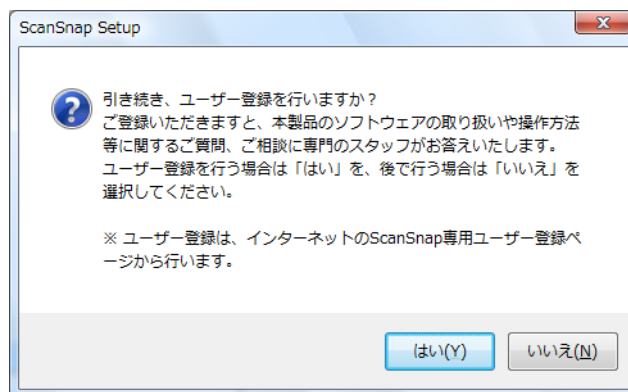 ScanSnap Setup
引き続き、ユーザー登録を行いますか？
ご登録いただきますと、本製品のソフトウェアの取り扱いや操作方法
等に関するご質問、ご相談に専門のスタッフがお答えいたします。
ユーザー登録を行う場合は「はい」を、後で行う場合は「いいえ」を
選択してください。
※ ユーザー登録は、インターネットのScanSnap専用ユーザー登録ペ
ージから行います。
はい(Y)
いいえ(N)